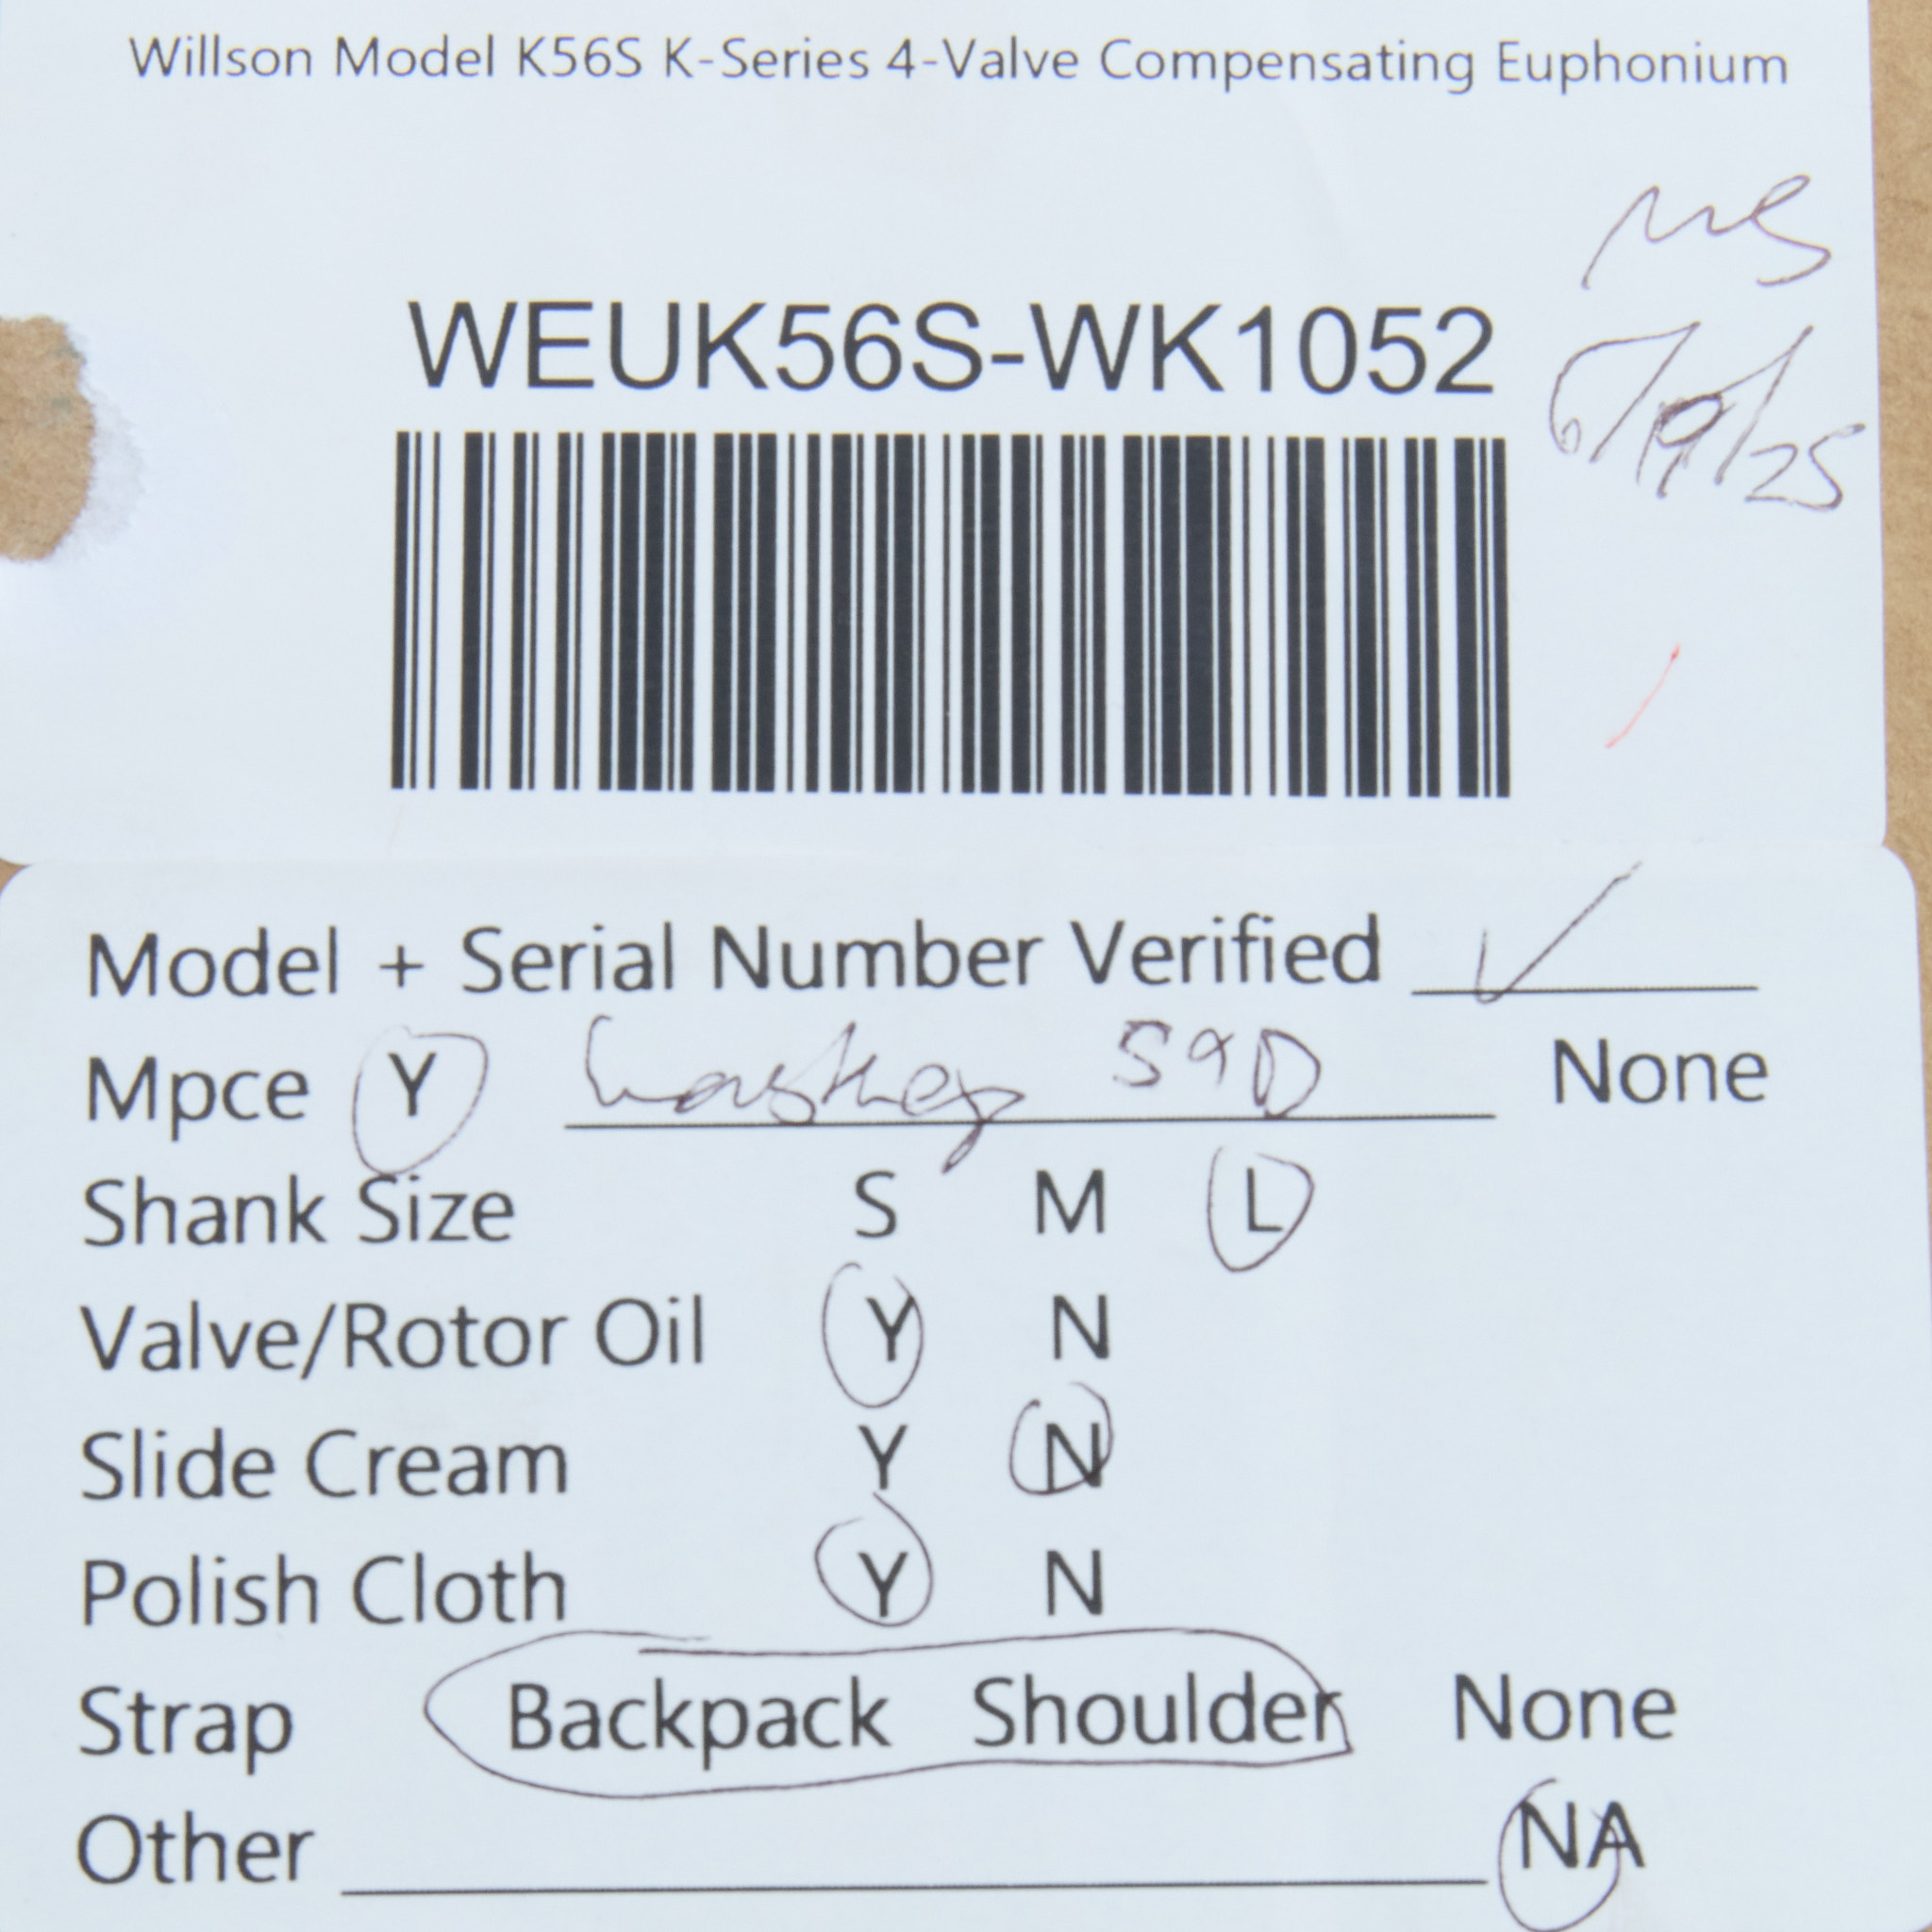 Willson Model K56S K-Series 4-Valve Compensating Euphonium
MS
WEUK56S-WK1052
6/19/25
Model + Serial Number Verified ✓
Mpce Y Laskey 59D None
Shank Size S M L
Valve/Rotor Oil Y N
Slide Cream Y N
Polish Cloth Y N
Strap Backpack Shoulder None
Other NA